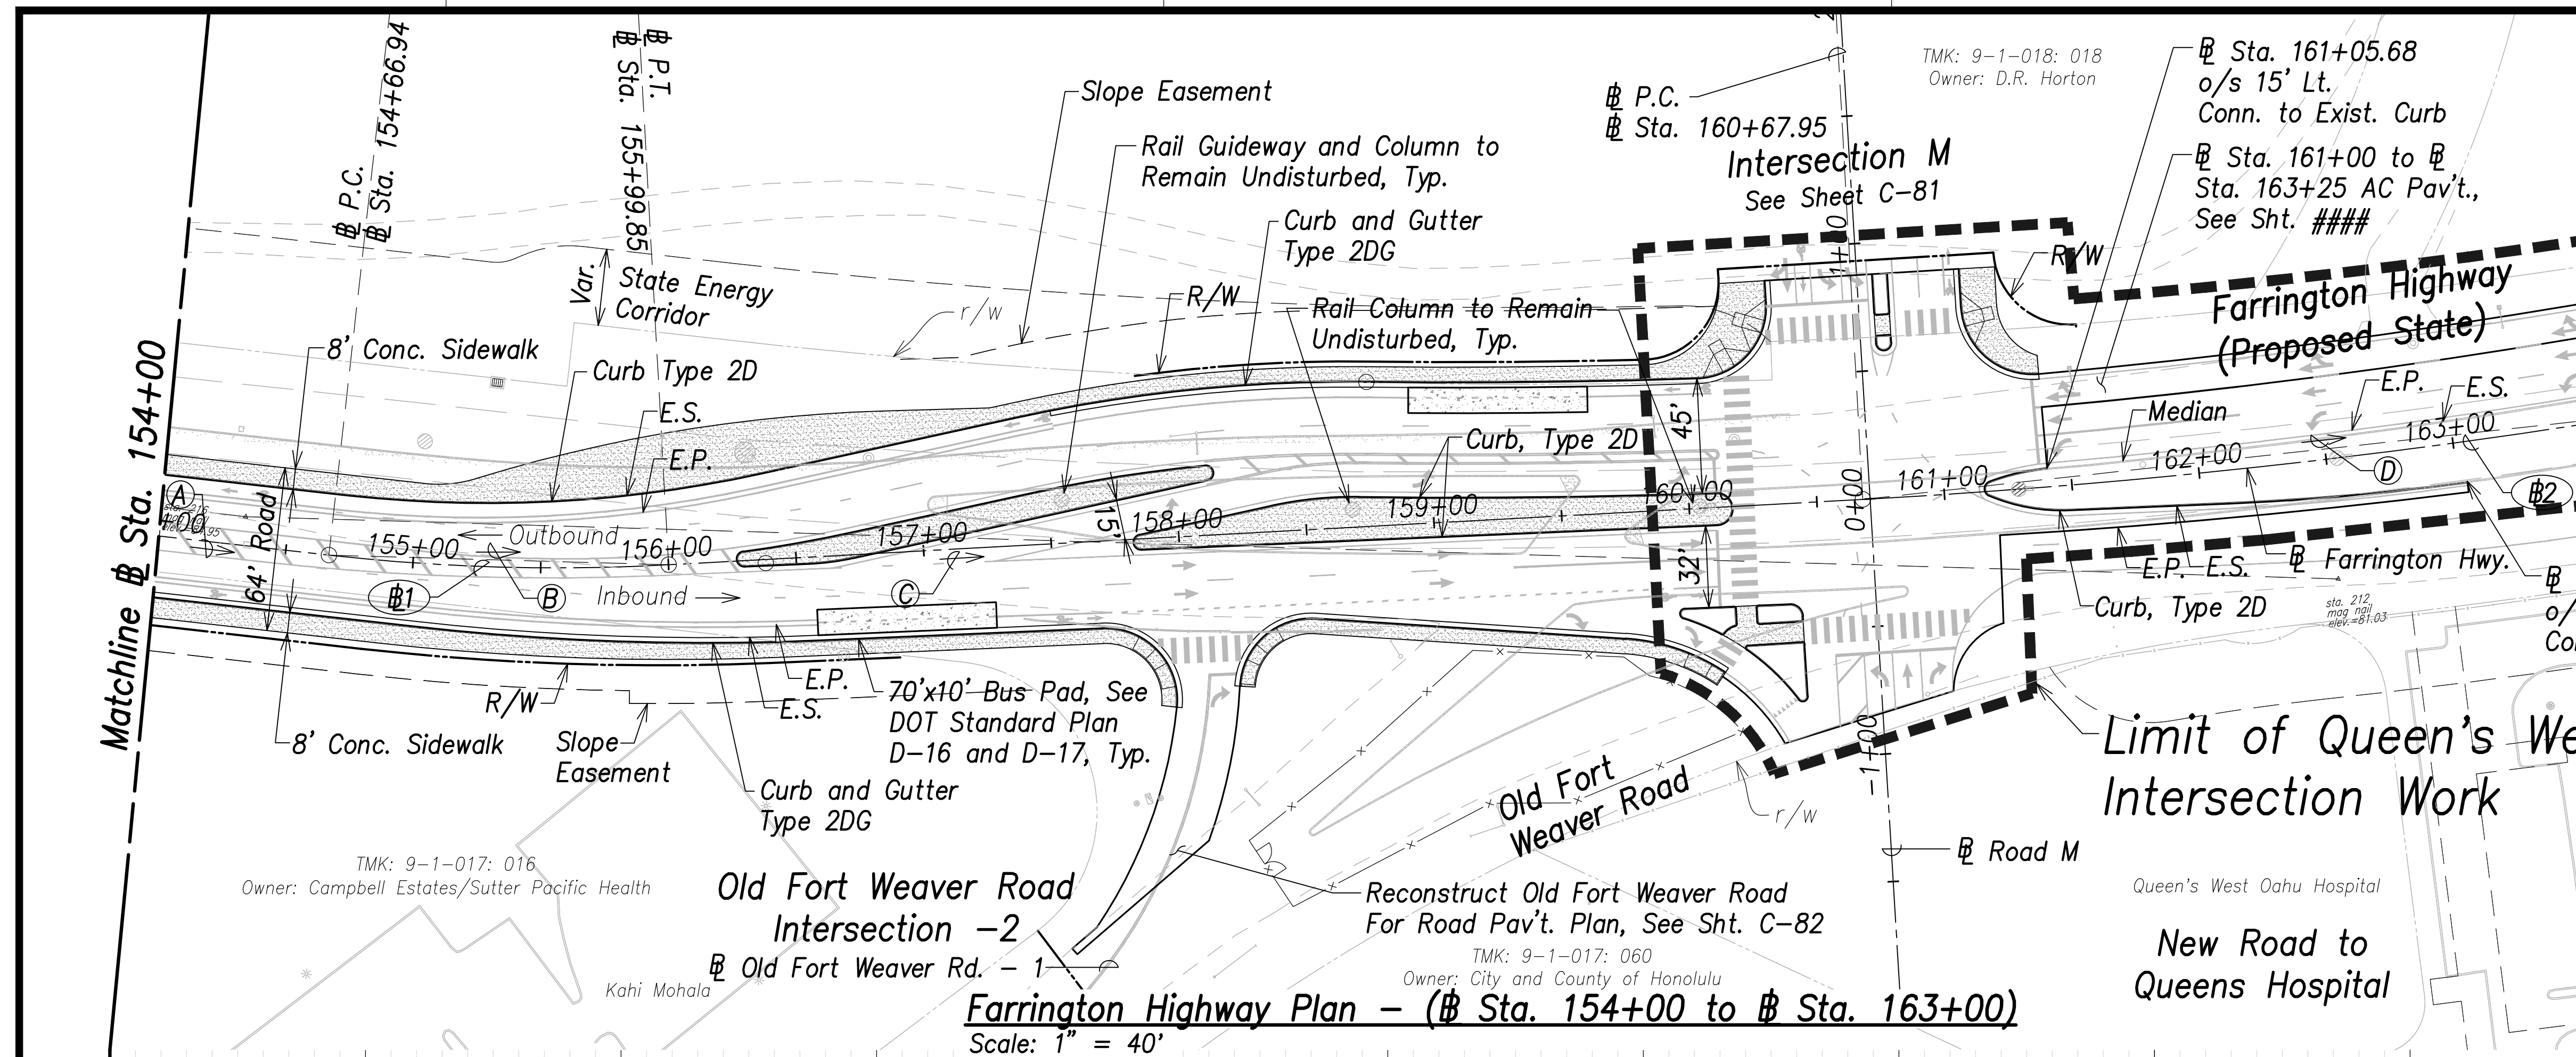 ℄ P.C.
℄ Sta. 154+66.94
℄ P.T.
℄ Sta. 155+99.85
Slope Easement
Rail Guideway and Column to
Remain Undisturbed, Typ.
Curb and Gutter
Type 2DG
℄ P.C.
℄ Sta. 160+67.95
Intersection M
See Sheet C-81
TMK: 9-1-018: 018
Owner: D.R. Horton
℄ Sta. 161+05.68
o/s 15' Lt.
Conn. to Exist. Curb
℄ Sta. 161+00 to ℄
Sta. 163+25 AC Pav't.,
See Sht. ####
Var.
State Energy
Corridor
R/W
r/w
Rail Column to Remain
Undisturbed, Typ.
1+00
R/W
Farrington Highway
(Proposed State)
8' Conc. Sidewalk
Curb Type 2D
E.S.
E.P.
Curb, Type 2D
45'
E.P.
E.S.
Median
Matchline ℄ Sta. 154+00
A
64' Road
Outbound
155+00
156+00
157+00
15'
158+00
159+00
160+00
0+00
161+00
162+00
163+00
D
℄2
℄1
B
Inbound
C
32'
E.P.
E.S.
℄ Farrington Hwy.
Curb, Type 2D
sta. 212
mag nail
elev.=81.03
R/W
E.P.
E.S.
70'x10' Bus Pad, See
DOT Standard Plan
D-16 and D-17, Typ.
8' Conc. Sidewalk
Slope
Easement
Curb and Gutter
Type 2DG
-1+00
Limit of Queen's We
Intersection Work
Old Fort
Weaver Road
r/w
℄ Road M
TMK: 9-1-017: 016
Owner: Campbell Estates/Sutter Pacific Health
Old Fort Weaver Road
Intersection -2
℄ Old Fort Weaver Rd. - 1
Reconstruct Old Fort Weaver Road
For Road Pav't. Plan, See Sht. C-82
TMK: 9-1-017: 060
Owner: City and County of Honolulu
Queen's West Oahu Hospital
New Road to
Queens Hospital
Kahi Mohala
Farrington Highway Plan - (℄ Sta. 154+00 to ℄ Sta. 163+00)
Scale: 1" = 40'